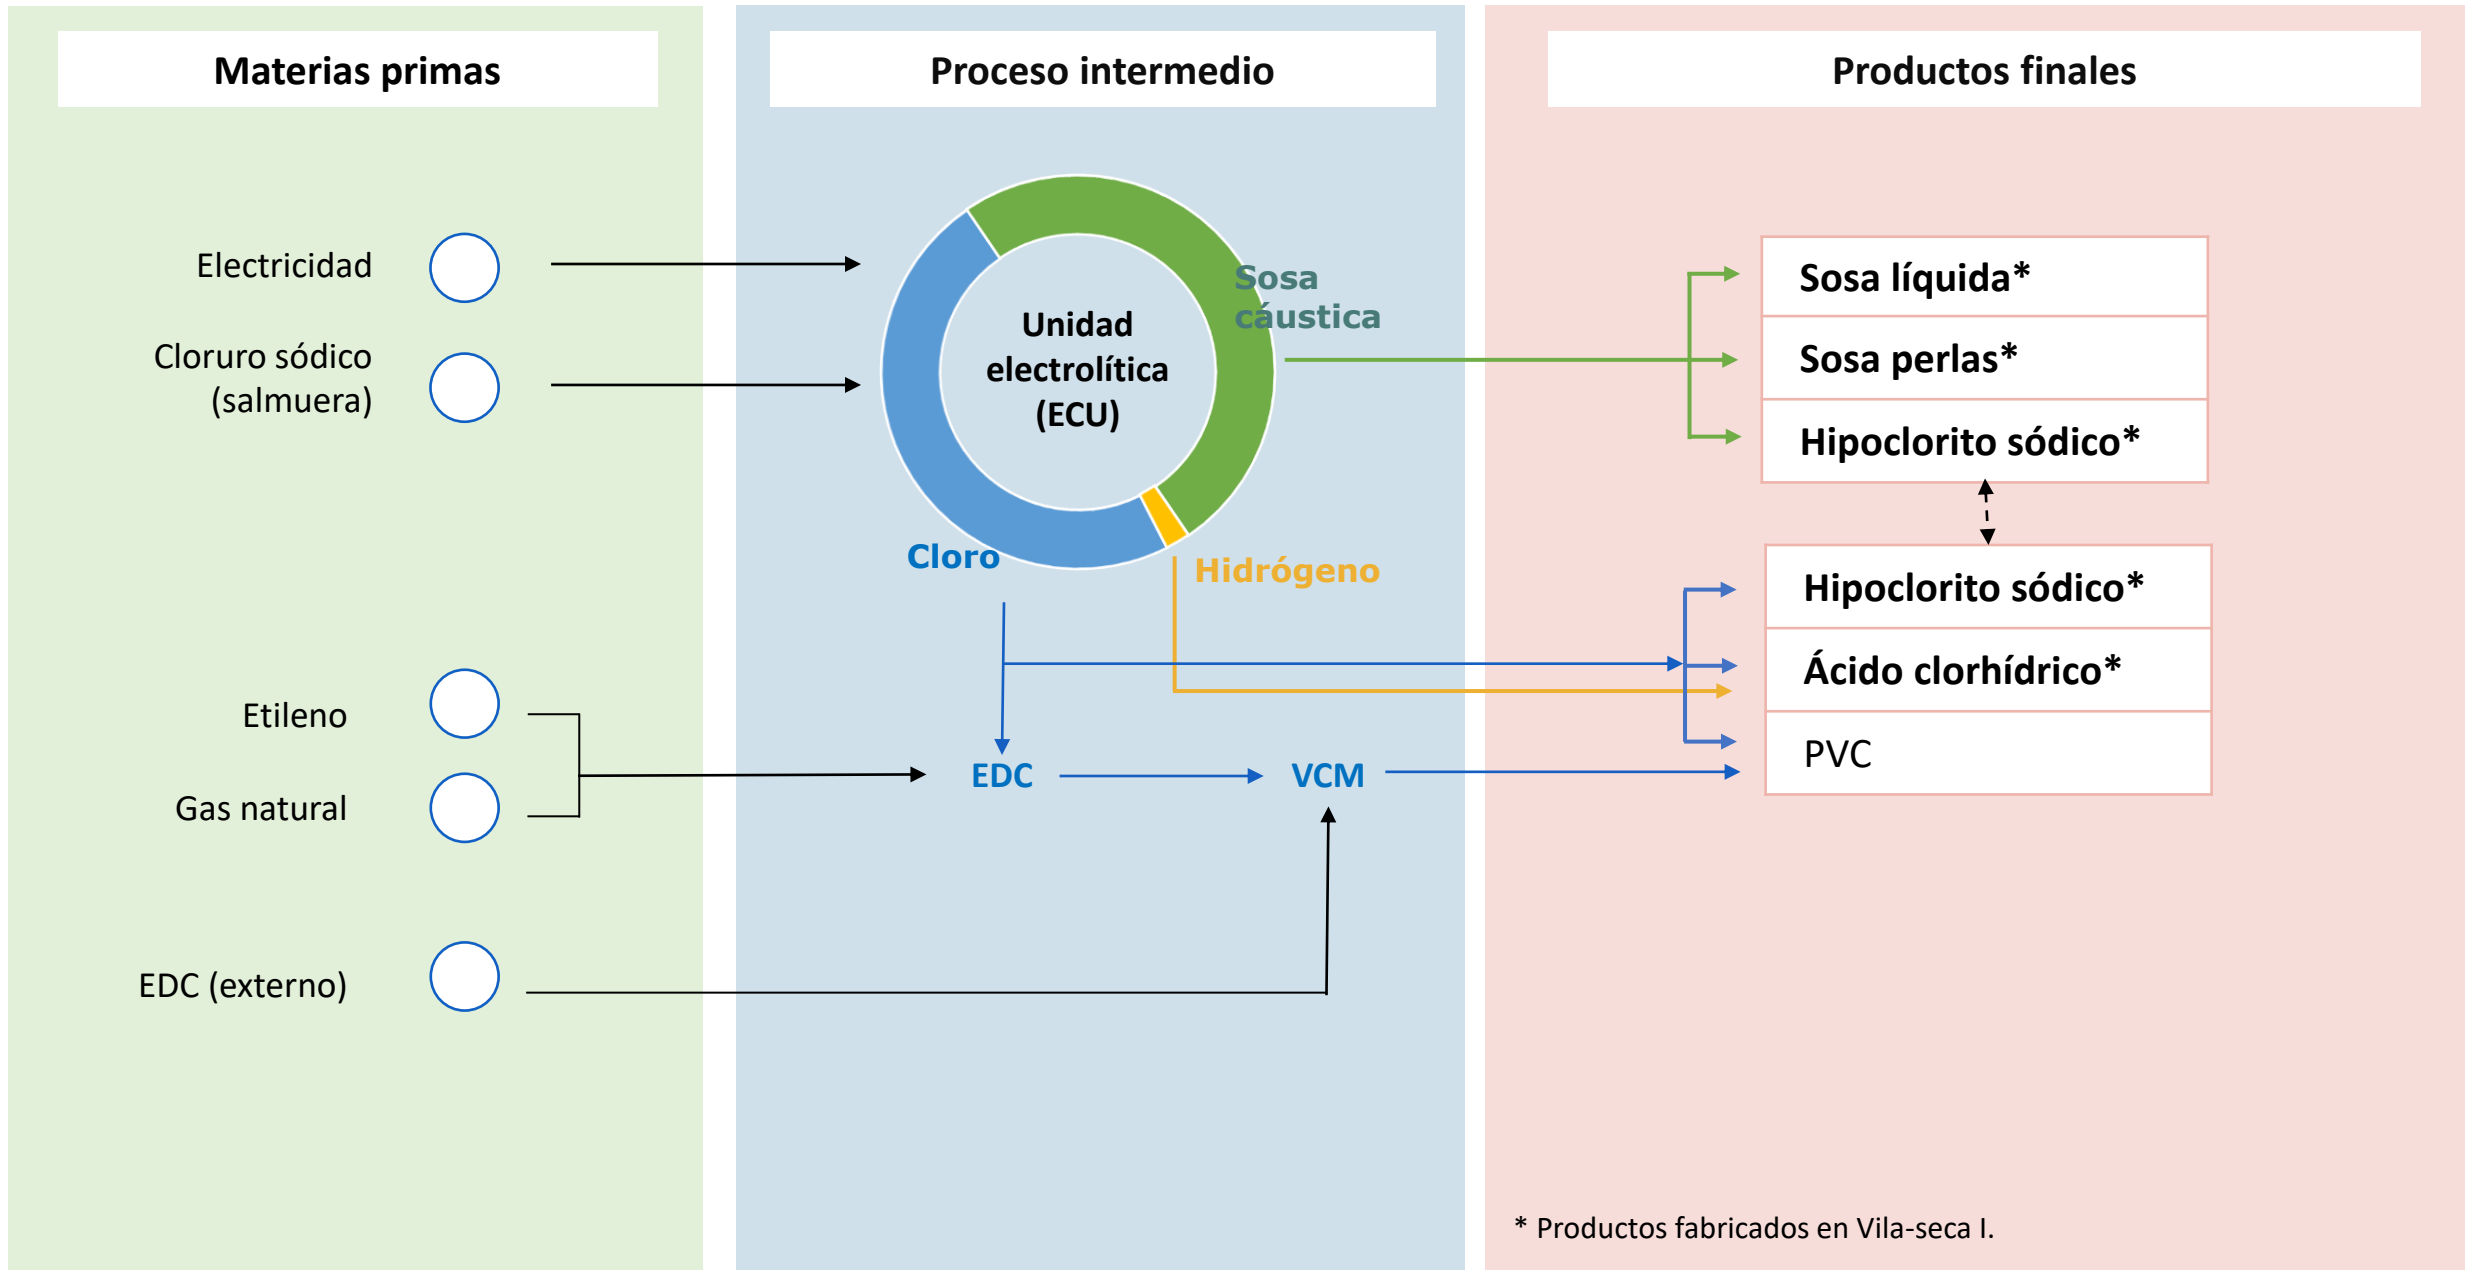 Materias primas
Proceso intermedio
Productos finales
Electricidad
Cloruro sódico
(salmuera)
Etileno
Gas natural
EDC (externo)
Unidad
electrolítica
(ECU)
Sosa
cáustica
Cloro
Hidrógeno
EDC
VCM
Sosa líquida*
Sosa perlas*
Hipoclorito sódico*
Hipoclorito sódico*
Ácido clorhídrico*
PVC
* Productos fabricados en Vila-seca I.